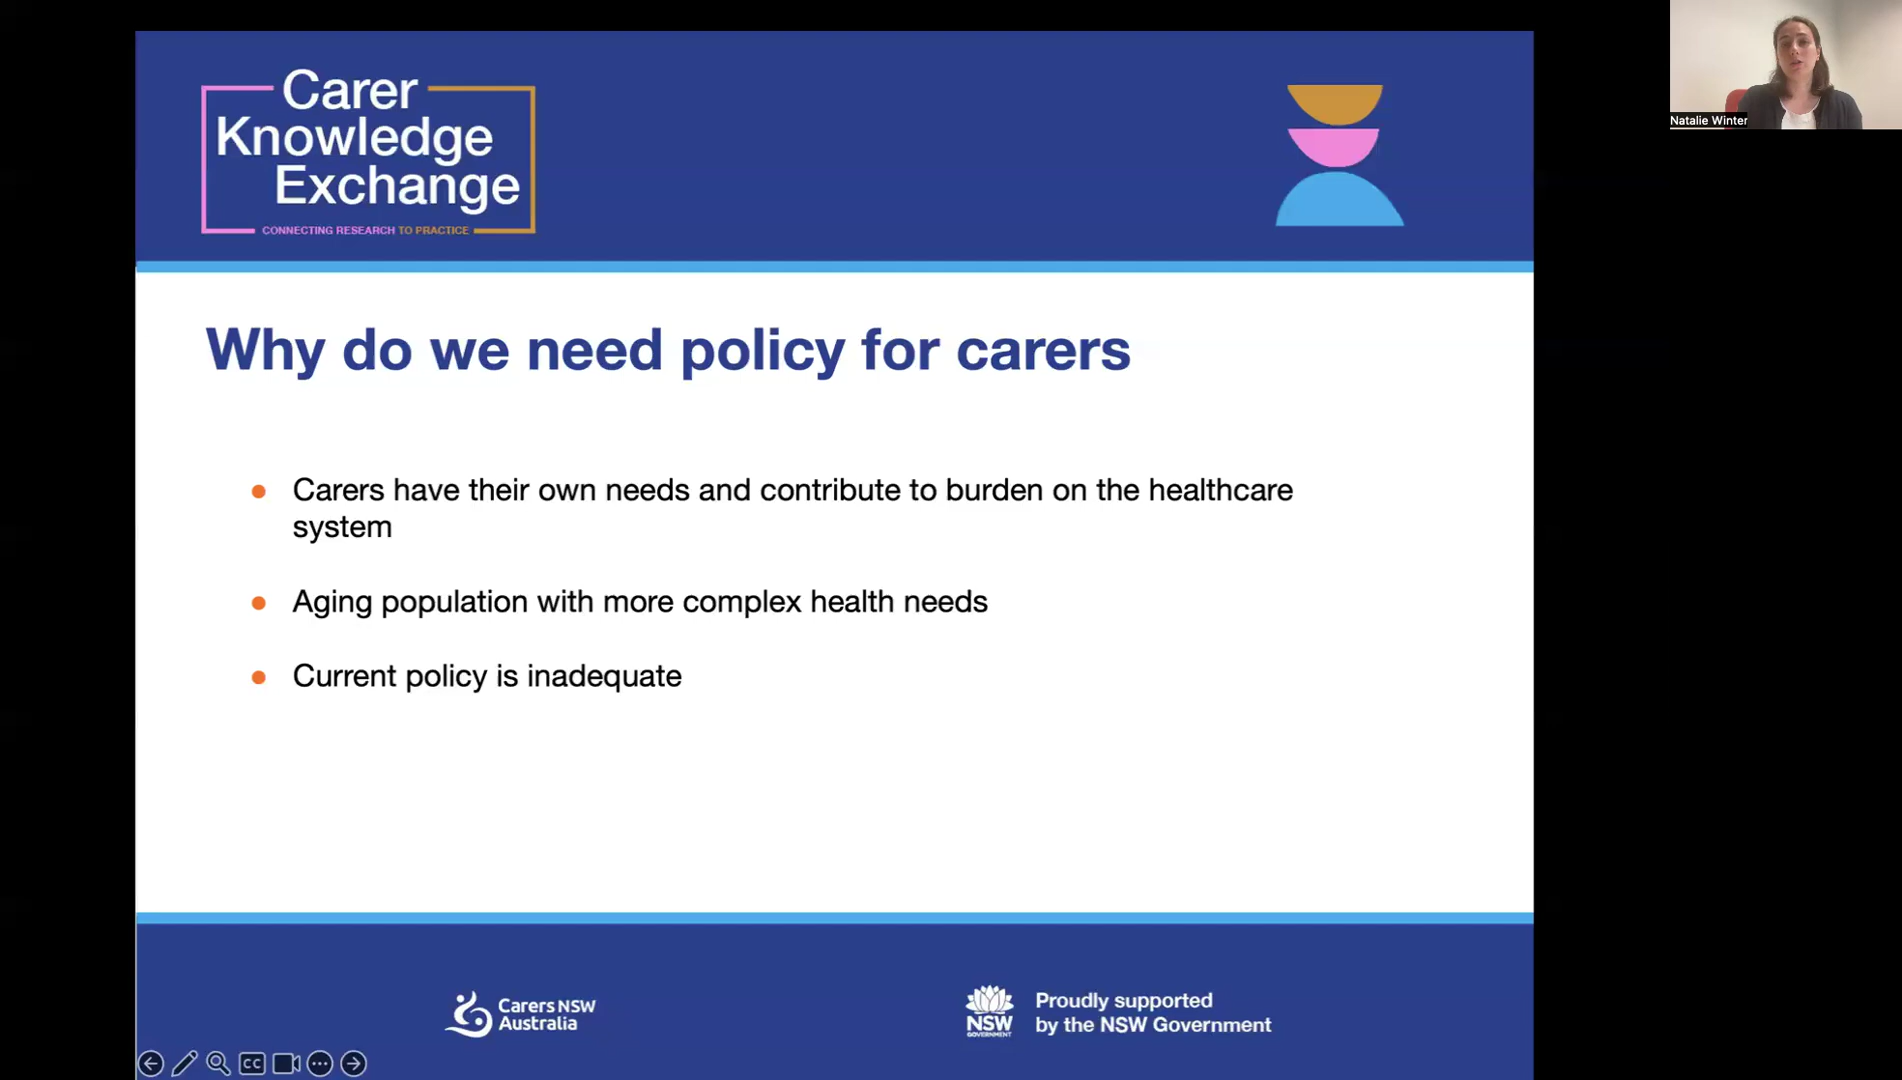 Carer
Knowledge
Exchange
CONNECTING RESEARCH TO PRACTICE
Natalie Winter
Why do we need policy for carers
Carers have their own needs and contribute to burden on the healthcare
system
Aging population with more complex health needs
Current policy is inadequate
Carers NSW
Australia
NSW
GOVERNMENT
Proudly supported
by the NSW Government
CC